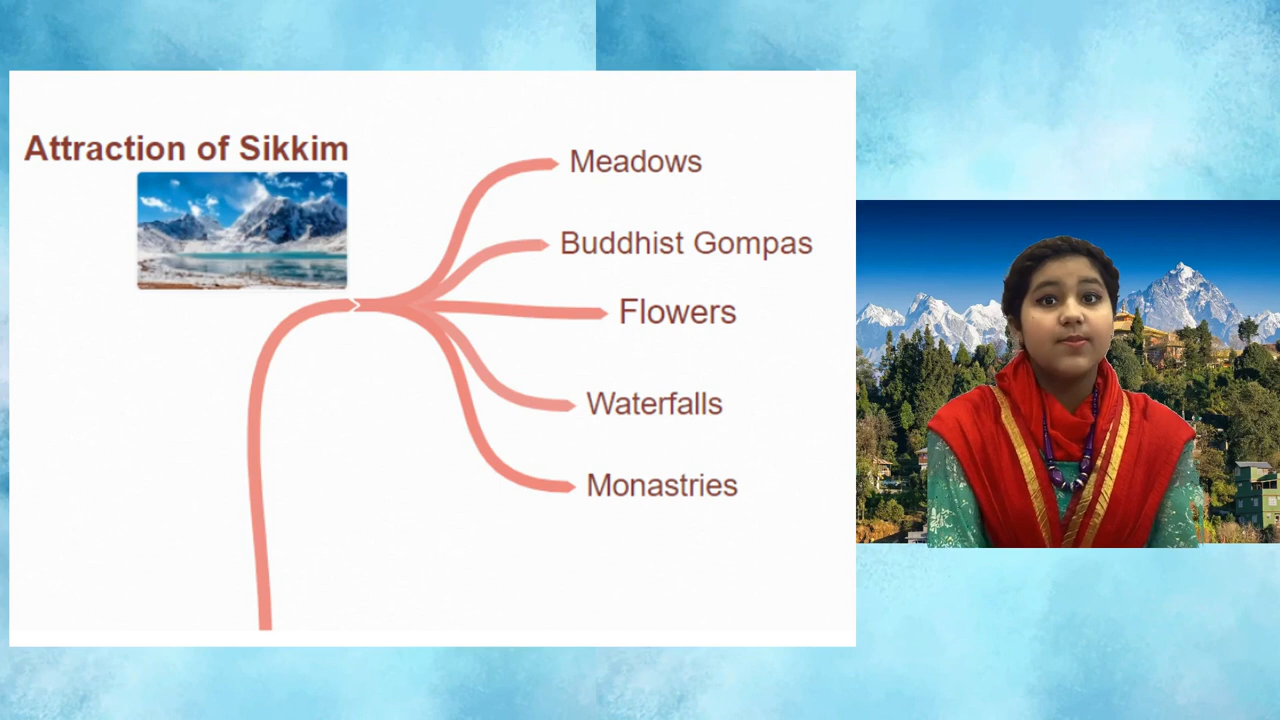 Attraction of Sikkim
Meadows
Buddhist Gompas
Flowers
Waterfalls
Monastries